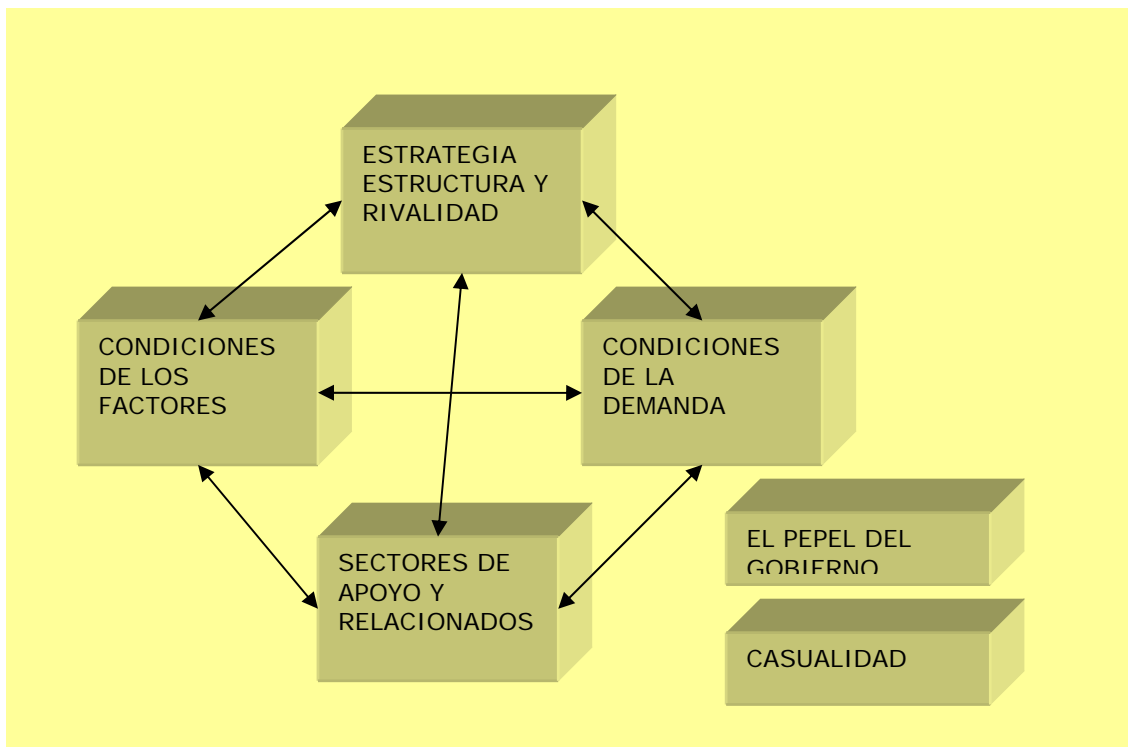 ESTRATEGIA
ESTRUCTURA Y
RIVALIDAD
CONDICIONES
DE LOS
FACTORES
CONDICIONES
DE LA
DEMANDA
SECTORES DE
APOYO Y
RELACIONADOS
EL PEPEL DEL
GOBIERNO
CASUALIDAD